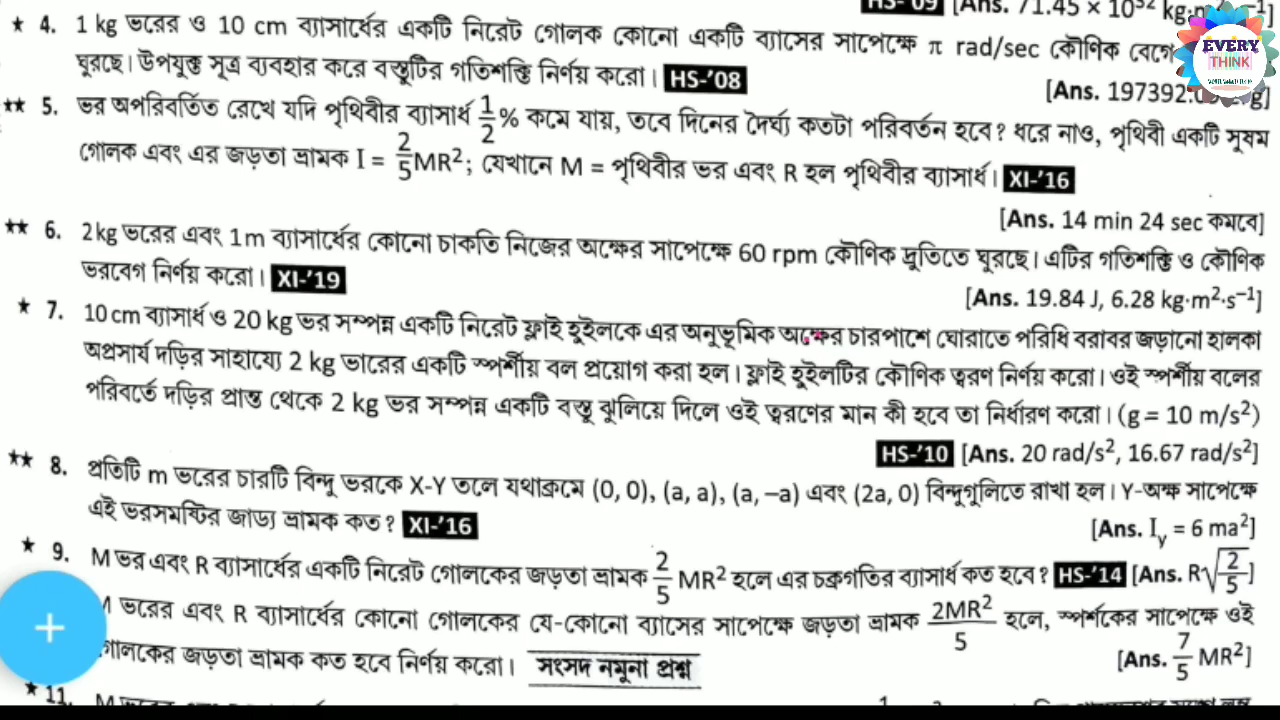 HS-'09 [Ans. 71.45 × 10³² kg·m
★ 4. 1 kg ভরের ও 10 cm ব্যাসার্ধের একটি নিরেট গোলক কোনো একটি ব্যাসের সাপেক্ষে π rad/sec কৌণিক বেগে
ঘুরছে। উপযুক্ত সূত্র ব্যবহার করে বস্তুটির গতিশক্তি নির্ণয় করো। HS-'08
[Ans. 197392.
EVERY THINK
★★ 5. ভর অপরিবর্তিত রেখে যদি পৃথিবীর ব্যাসার্ধ 1/2% কমে যায়, তবে দিনের দৈর্ঘ্য কতটা পরিবর্তন হবে? ধরে নাও, পৃথিবী একটি সুষম
গোলক এবং এর জড়তা ভ্রামক I = 2/5 MR²; যেখানে M = পৃথিবীর ভর এবং R হল পৃথিবীর ব্যাসার্ধ। XI-'16
[Ans. 14 min 24 sec কমবে]
★★ 6. 2kg ভরের এবং 1m ব্যাসার্ধের কোনো চাকতি নিজের অক্ষের সাপেক্ষে 60 rpm কৌণিক দ্রুতিতে ঘুরছে। এটির গতিশক্তি ও কৌণিক
ভরবেগ নির্ণয় করো। XI-'19
[Ans. 19.84 J, 6.28 kg·m²·s⁻¹]
★ 7. 10 cm ব্যাসার্ধ ও 20 kg ভর সম্পন্ন একটি নিরেট ফ্লাই হুইলকে এর অনুভূমিক অক্ষের চারপাশে ঘোরাতে পরিধি বরাবর জড়ানো হালকা
অপ্রসার্য দড়ির সাহায্যে 2 kg ভারের একটি স্পর্শীয় বল প্রয়োগ করা হল। ফ্লাই হুইলটির কৌণিক ত্বরণ নির্ণয় করো। ওই স্পর্শীয় বলের
পরিবর্তে দড়ির প্রান্ত থেকে 2 kg ভর সম্পন্ন একটি বস্তু ঝুলিয়ে দিলে ওই ত্বরণের মান কী হবে তা নির্ধারণ করো। (g = 10 m/s²)
HS-'10 [Ans. 20 rad/s², 16.67 rad/s²]
★★ 8. প্রতিটি m ভরের চারটি বিন্দু ভরকে X-Y তলে যথাক্রমে (0, 0), (a, a), (a, –a) এবং (2a, 0) বিন্দুগুলিতে রাখা হল। Y-অক্ষ সাপেক্ষে
এই ভরসমষ্টির জাড্য ভ্রামক কত? XI-'16
[Ans. I_y = 6 ma²]
★ 9. M ভর এবং R ব্যাসার্ধের একটি নিরেট গোলকের জড়তা ভ্রামক 2/5 MR² হলে এর চক্রগতির ব্যাসার্ধ কত হবে? HS-'14 [Ans. R√(2/5)]
ভরের এবং R ব্যাসার্ধের কোনো গোলকের যে-কোনো ব্যাসের সাপেক্ষে জড়তা ভ্রামক 2MR²/5 হলে, স্পর্শকের সাপেক্ষে ওই
গোলকের জড়তা ভ্রামক কত হবে নির্ণয় করো। সংসদ নমুনা প্রশ্ন
[Ans. 7/5 MR²]
★ 11.